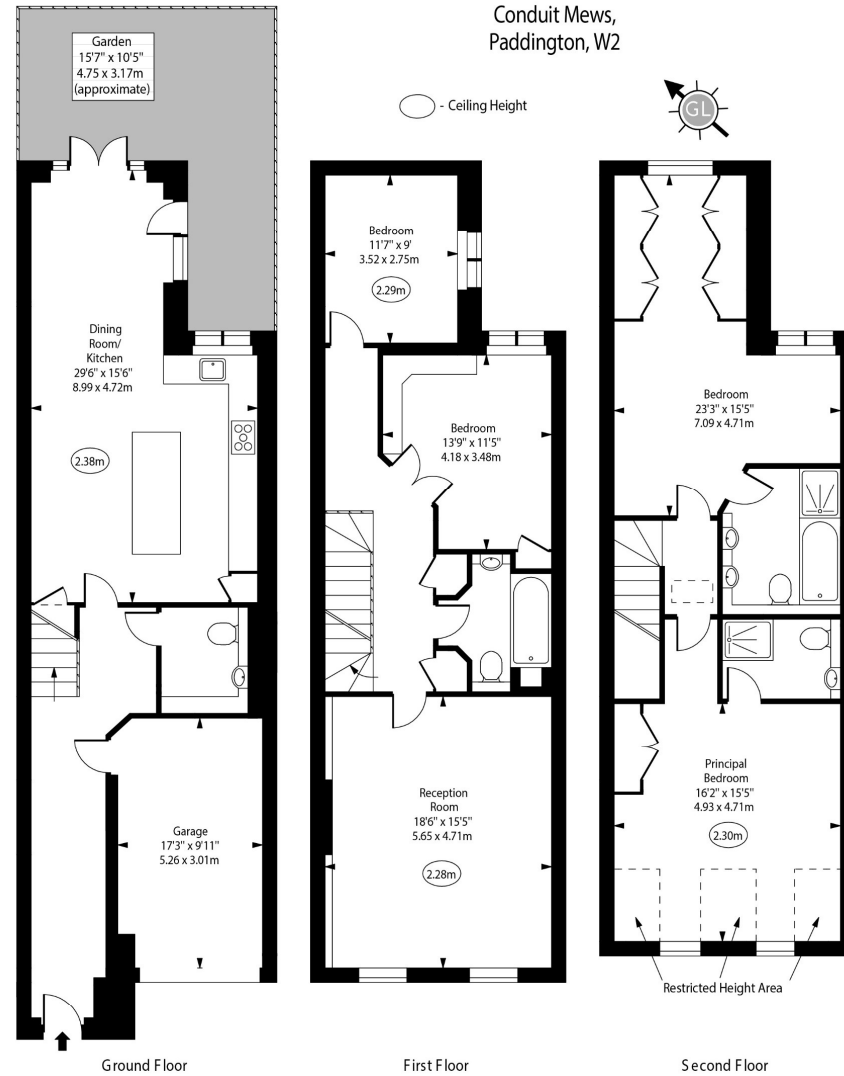 Conduit Mews,
Paddington, W2
- Ceiling Height
GL
Garden
15'7" x 10'5"
4.75 x 3.17m
(approximate)
Dining
Room/
Kitchen
29'6" x 15'6"
8.99 x 4.72m
2.38m
Garage
17'3" x 9'11"
5.26 x 3.01m
Ground Floor
Bedroom
11'7" x 9'
3.52 x 2.75m
2.29m
Bedroom
13'9" x 11'5"
4.18 x 3.48m
Reception
Room
18'6" x 15'5"
5.65 x 4.71m
2.28m
First Floor
Bedroom
23'3" x 15'5"
7.09 x 4.71m
Principal
Bedroom
16'2" x 15'5"
4.93 x 4.71m
2.30m
Restricted Height Area
Second Floor